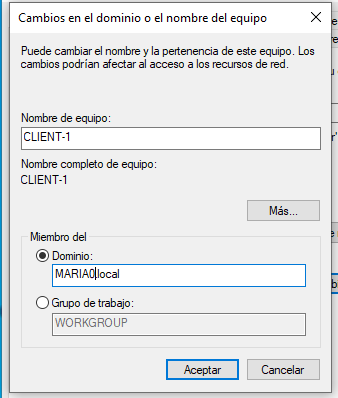 Cambios en el dominio o el nombre del equipo
Puede cambiar el nombre y la pertenencia de este equipo. Los
cambios podrían afectar al acceso a los recursos de red.
Nombre de equipo:
CLIENT-1
Nombre completo de equipo:
CLIENT-1
Más...
Miembro del
Dominio:
MARIA0.local
Grupo de trabajo:
WORKGROUP
Aceptar
Cancelar